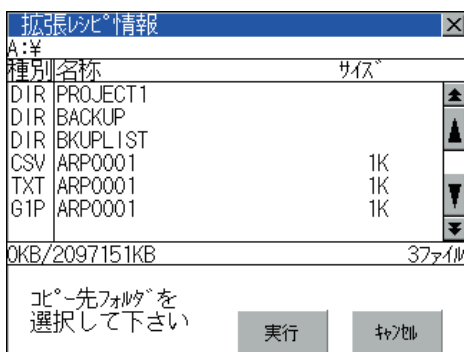 拡張ﾚｼﾋﾟ情報
A:¥
種別 名称 ｻｲｽﾞ
DIR PROJECT1
DIR BACKUP
DIR BKUPLIST
CSV ARP0001 1K
TXT ARP0001 1K
G1P ARP0001 1K
0KB/2097151KB 3ﾌｧｲﾙ
ｺﾋﾟｰ先ﾌｫﾙﾀﾞを
選択して下さい
実行 ｷｬﾝｾﾙ